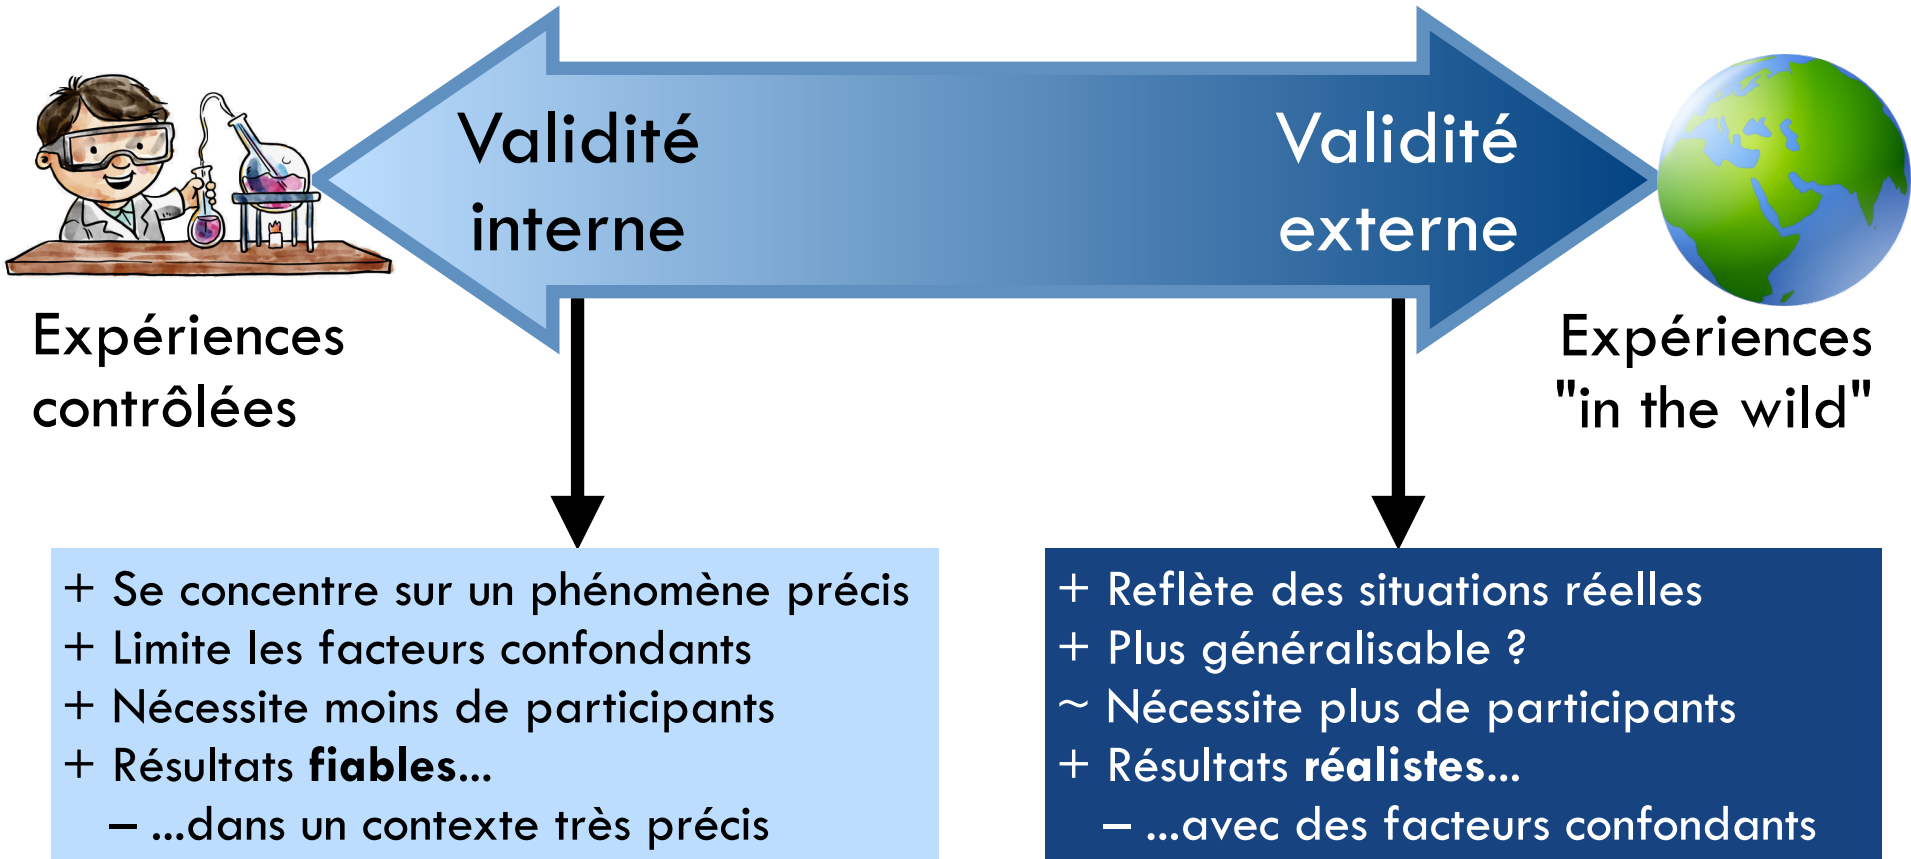 Validité
interne
Validité
externe
Expériences
contrôlées
Expériences
"in the wild"
+ Se concentre sur un phénomène précis
+ Limite les facteurs confondants
+ Nécessite moins de participants
+ Résultats fiables...
– ...dans un contexte très précis
+ Reflète des situations réelles
+ Plus généralisable ?
~ Nécessite plus de participants
+ Résultats réalistes...
– ...avec des facteurs confondants